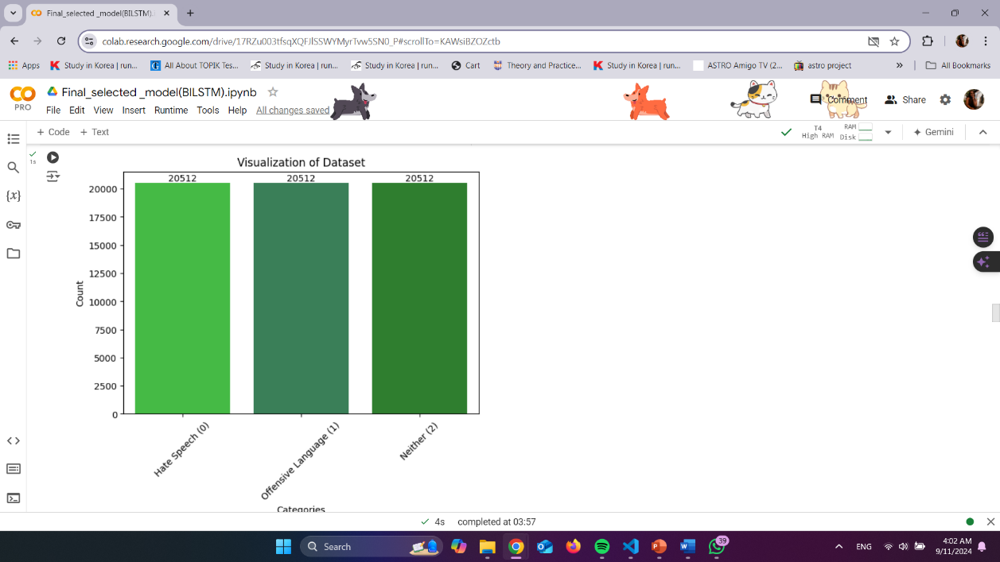 Final_selected _model(BILSTM).i
colab.research.google.com/drive/17RZu003tfsqXQFJlSSWYMyrTvw5SN0_P#scrollTo=KAWsiBZOZctb
Apps Study in Korea | run... All About TOPIK Tes... Study in Korea | run... Study in Korea | run... Cart Theory and Practice... Study in Korea | run... ASTRO Amigo TV (2... astro project » All Bookmarks
PRO
Final_selected _model(BILSTM).ipynb
File Edit View Insert Runtime Tools Help All changes saved
Comment Share
+ Code + Text
T4
High RAM
RAM
Disk
Gemini
1s
{x}
Visualization of Dataset
20512 20512 20512
20000
17500
15000
12500
10000
7500
5000
2500
0
Count
Hate Speech (0)
Offensive Language (1)
Neither (2)
Categories
4s completed at 03:57
Search
39
ENG
4:02 AM
9/11/2024